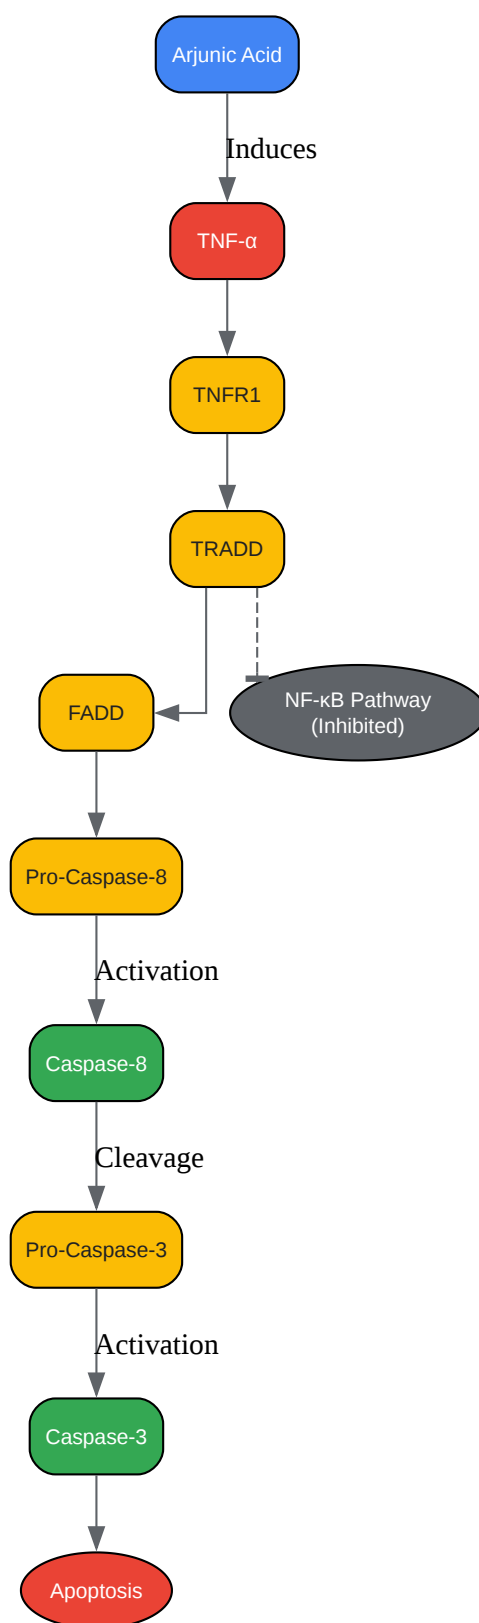 Arjunic Acid
Induces
TNF-α
TNFR1
TRADD
FADD
NF-κB Pathway
(Inhibited)
Pro-Caspase-8
Activation
Caspase-8
Cleavage
Pro-Caspase-3
Activation
Caspase-3
Apoptosis